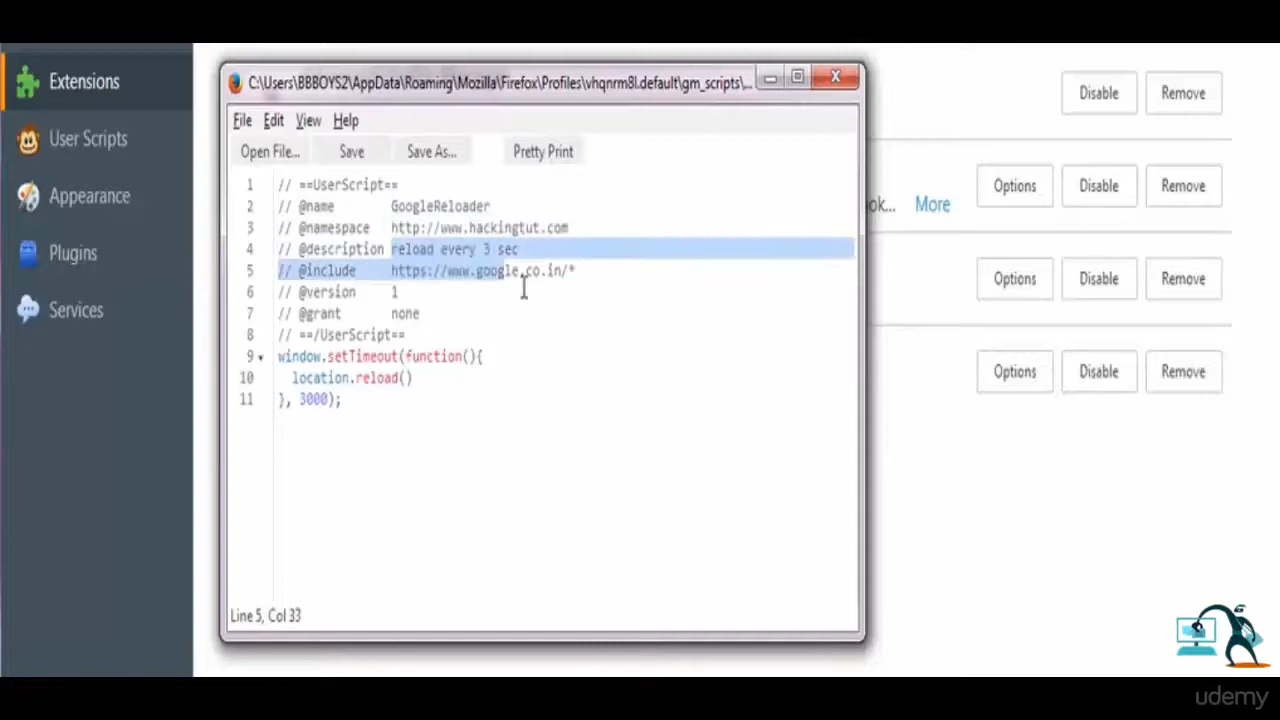 Extensions
User Scripts
Appearance
Plugins
Services
C:\Users\BBBOYS2\AppData\Roaming\Mozilla\Firefox\Profiles\vhqnrm8l.default\gm_scripts\...
File Edit View Help
Open File... Save Save As... Pretty Print
1 // ==UserScript==
2 // @name GoogleReloader
3 // @namespace http://www.hackingtut.com
4 // @description reload every 3 sec
5 // @include https://www.google.co.in/*
6 // @version 1
7 // @grant none
8 // ==/UserScript==
9 window.setTimeout(function(){
10 location.reload()
11 }, 3000);
Line 5, Col 33
Disable Remove
ok... More Options Disable Remove
Options Disable Remove
Options Disable Remove
udemy